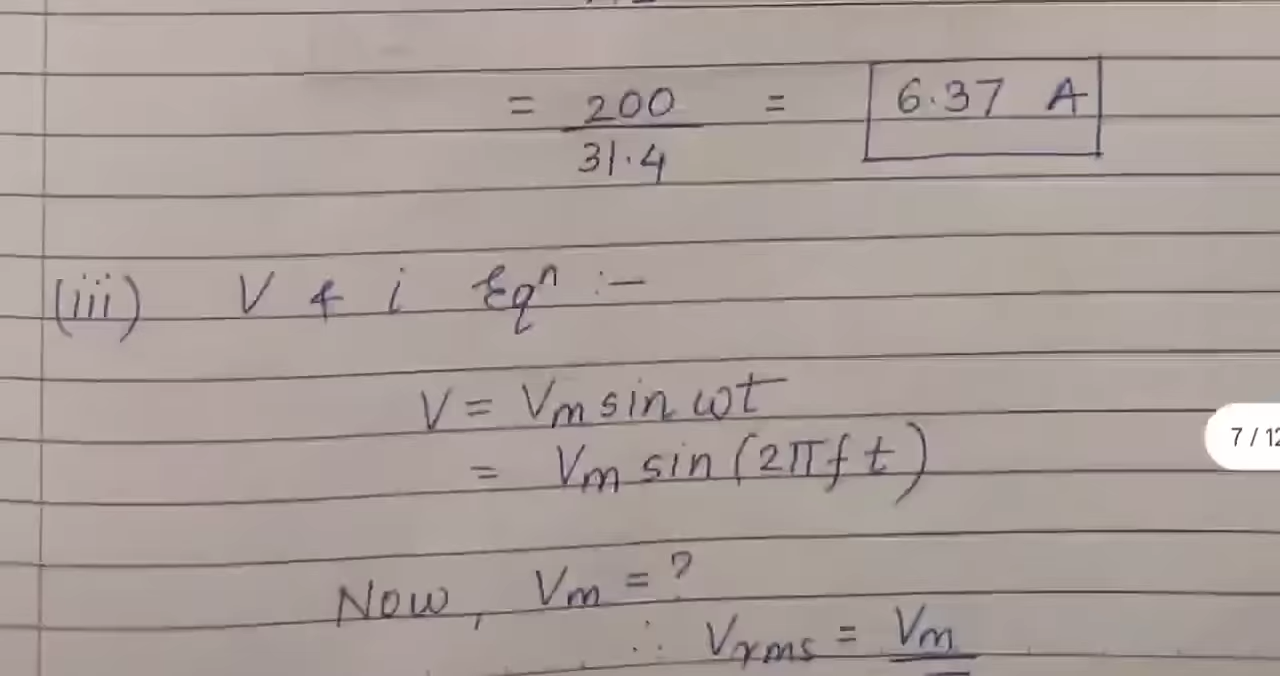 = 200 / 31.4 = 6.37 A
(iii) V & i Eqⁿ :-
V = Vm sin ωt
= Vm sin (2πft)
7 / 12
Now, Vm = ?
∴ Vrms = Vm